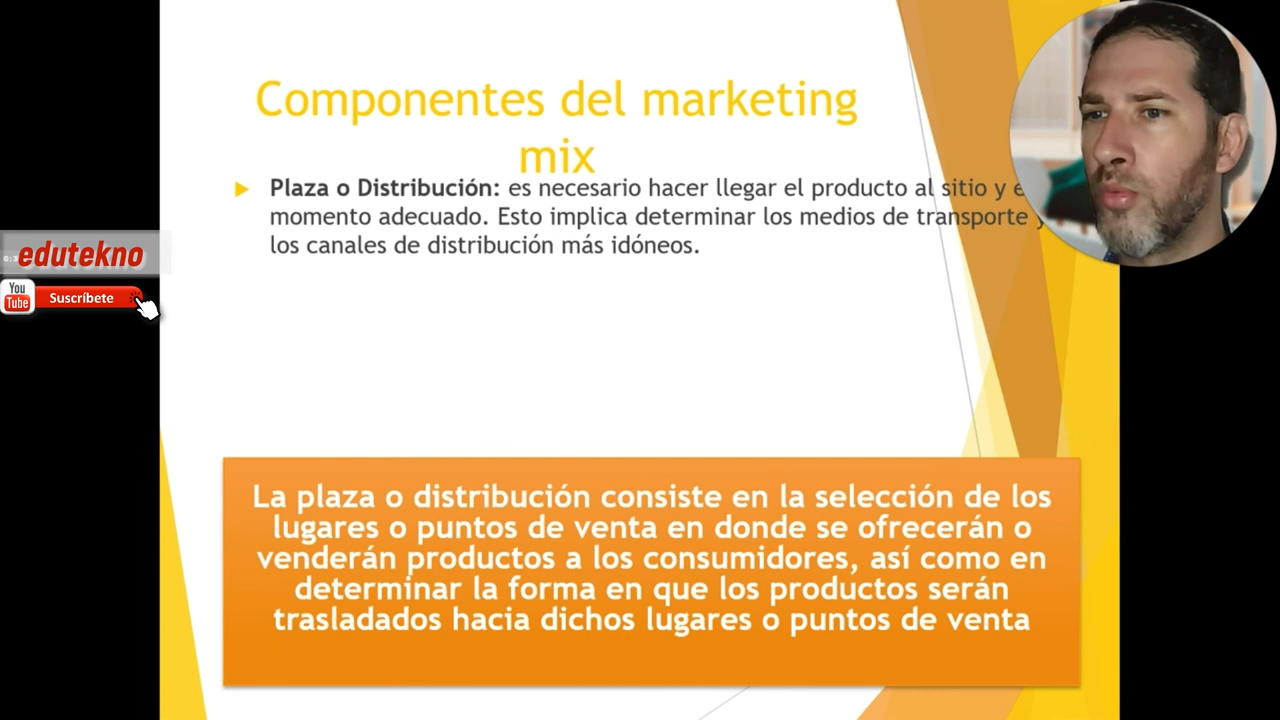 Componentes del marketing
mix
Plaza o Distribución: es necesario hacer llegar el producto al sitio y
momento adecuado. Esto implica determinar los medios de transporte y
los canales de distribución más idóneos.
edutekno
You
Tube
Suscríbete
La plaza o distribución consiste en la selección de los
lugares o puntos de venta en donde se ofrecerán o
venderán productos a los consumidores, así como en
determinar la forma en que los productos serán
trasladados hacia dichos lugares o puntos de venta